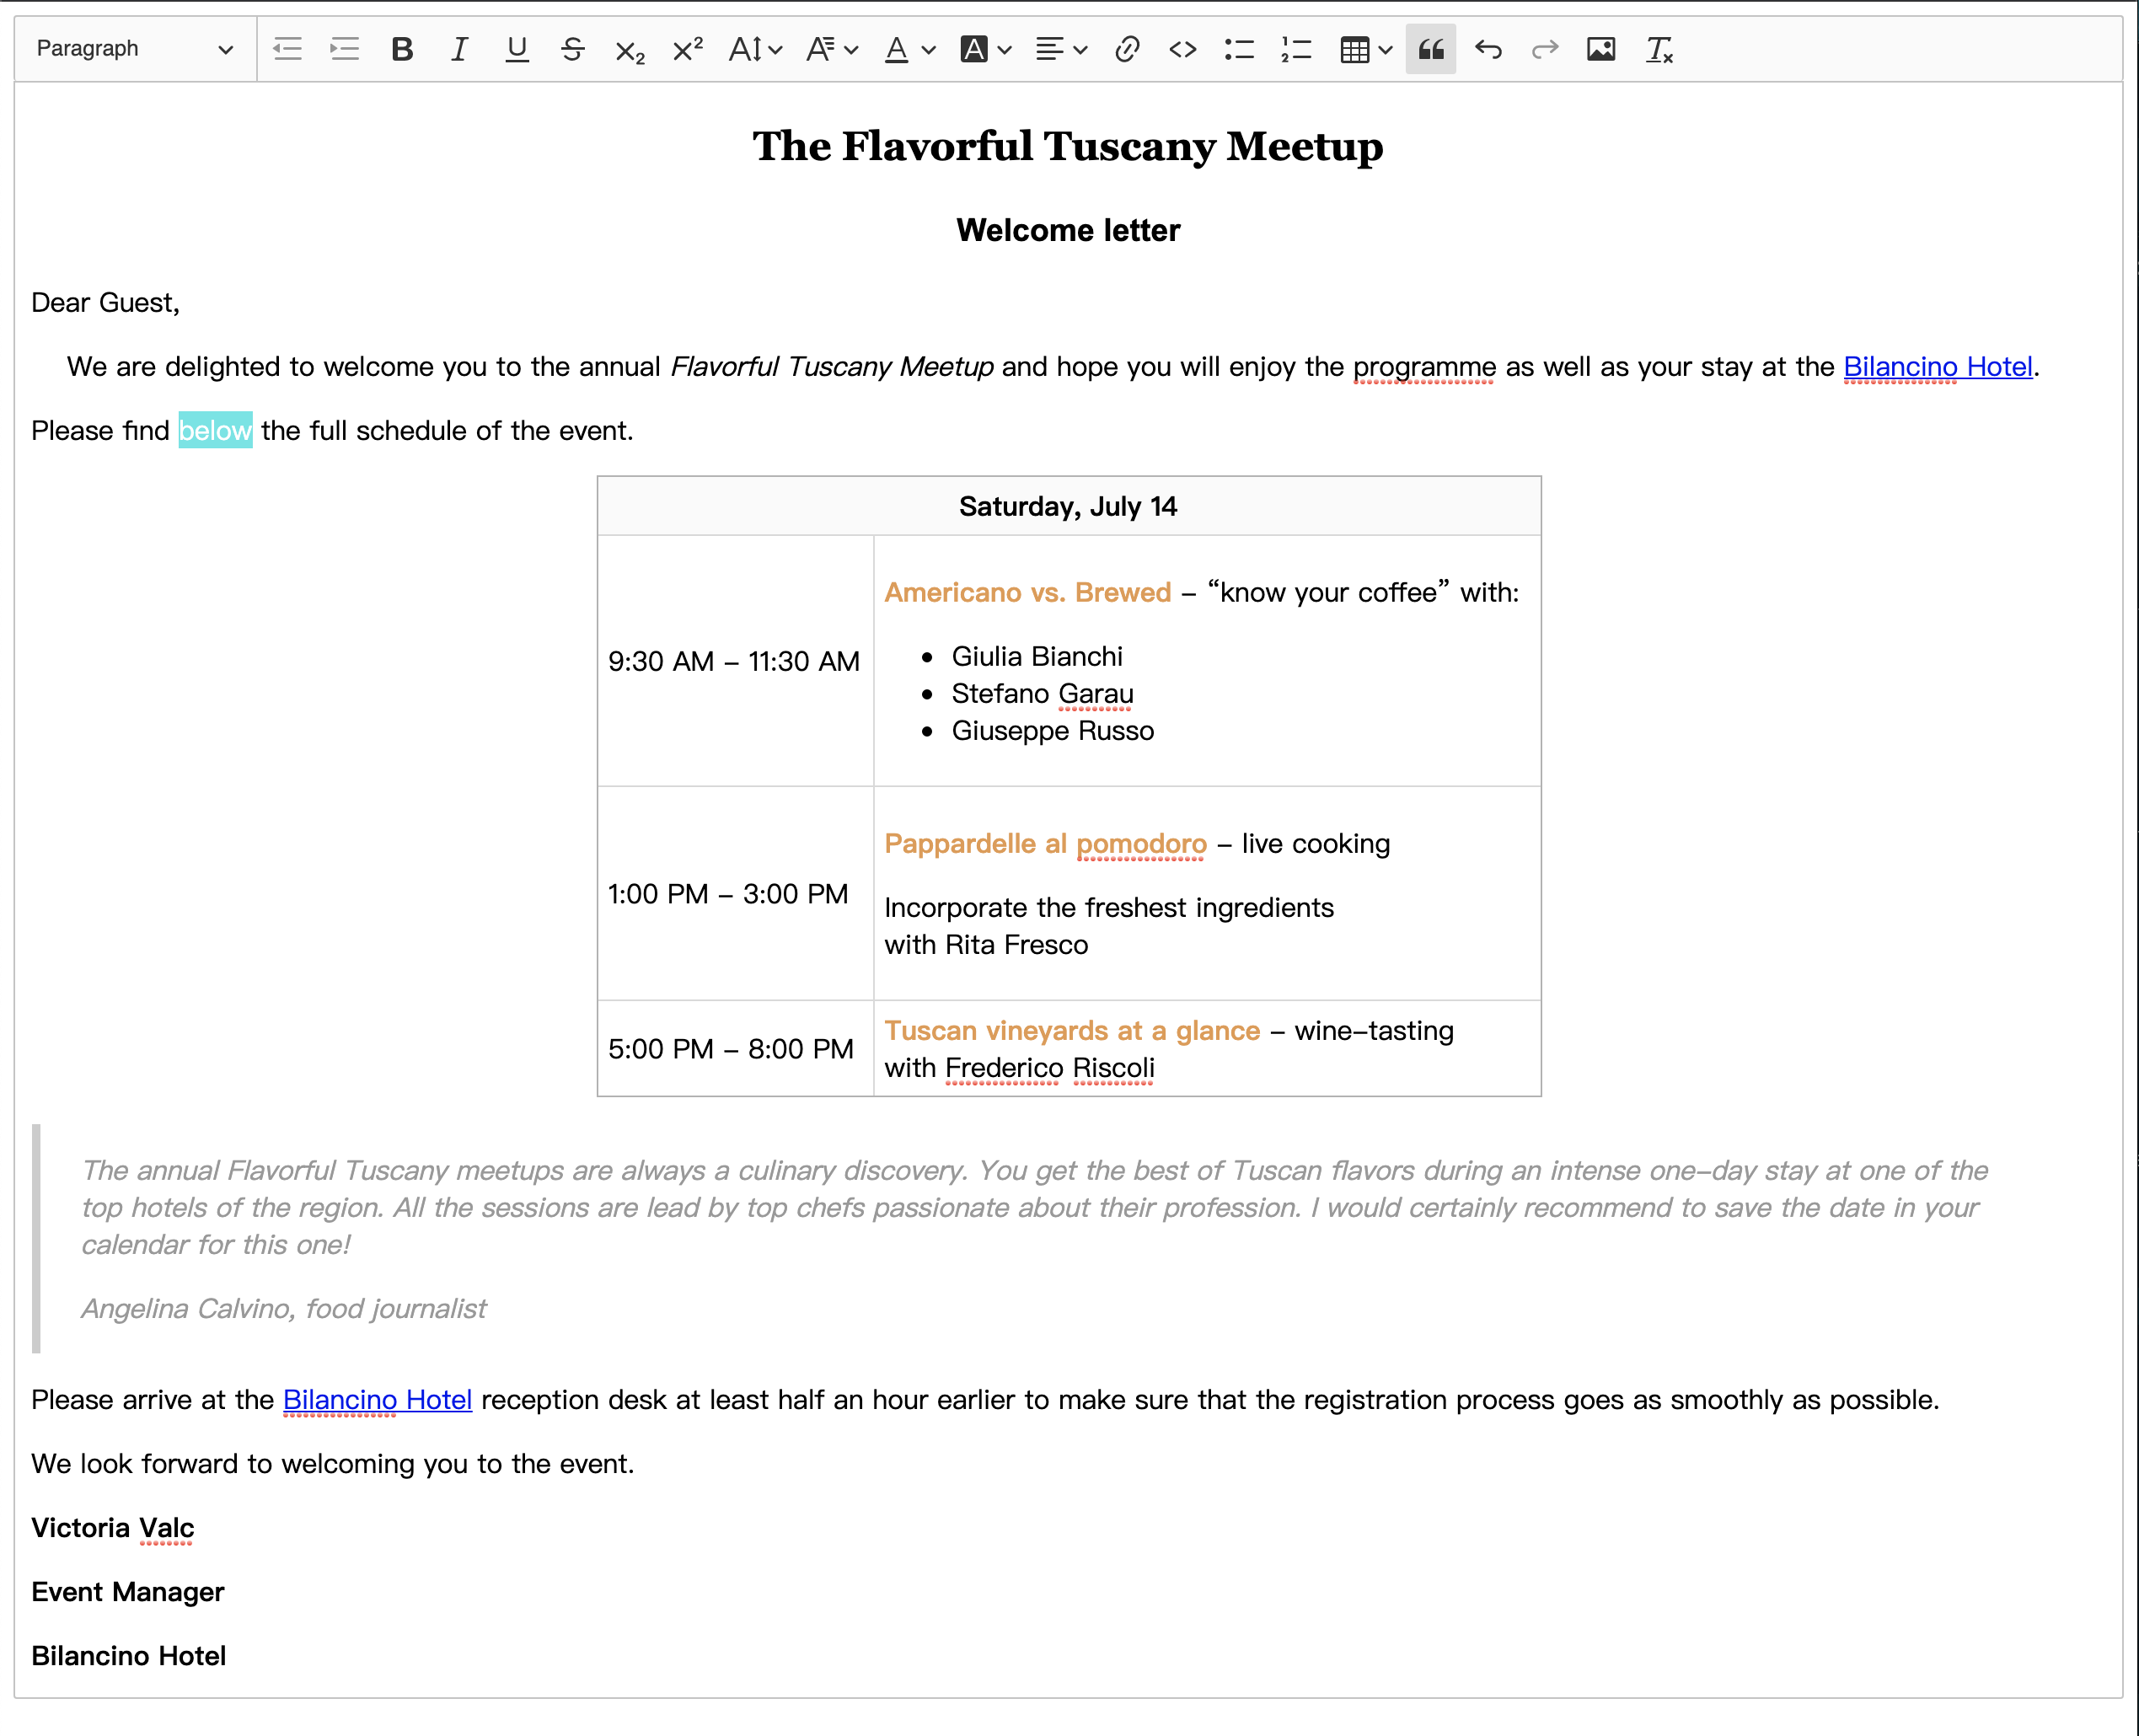 Paragraph
The Flavorful Tuscany Meetup
Welcome letter
Dear Guest,
We are delighted to welcome you to the annual Flavorful Tuscany Meetup and hope you will enjoy the programme as well as your stay at the Bilancino Hotel.
Please find below the full schedule of the event.
Saturday, July 14
9:30 AM – 11:30 AM
Americano vs. Brewed – “know your coffee” with:
• Giulia Bianchi
• Stefano Garau
• Giuseppe Russo
1:00 PM – 3:00 PM
Pappardelle al pomodoro – live cooking
Incorporate the freshest ingredients
with Rita Fresco
5:00 PM – 8:00 PM
Tuscan vineyards at a glance – wine–tasting
with Frederico Riscoli
The annual Flavorful Tuscany meetups are always a culinary discovery. You get the best of Tuscan flavors during an intense one–day stay at one of the
top hotels of the region. All the sessions are lead by top chefs passionate about their profession. I would certainly recommend to save the date in your
calendar for this one!
Angelina Calvino, food journalist
Please arrive at the Bilancino Hotel reception desk at least half an hour earlier to make sure that the registration process goes as smoothly as possible.
We look forward to welcoming you to the event.
Victoria Valc
Event Manager
Bilancino Hotel